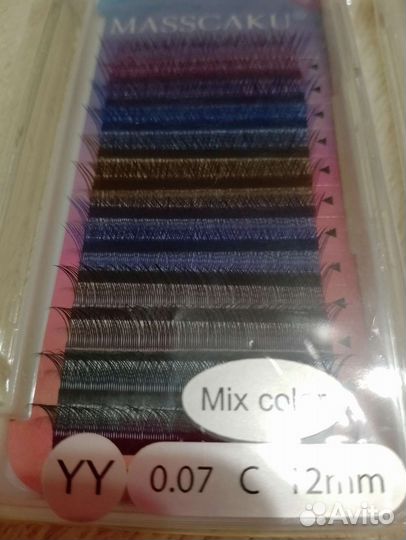 MASSCAKU®
Mix color
YY 0.07 C 12mm
Avito